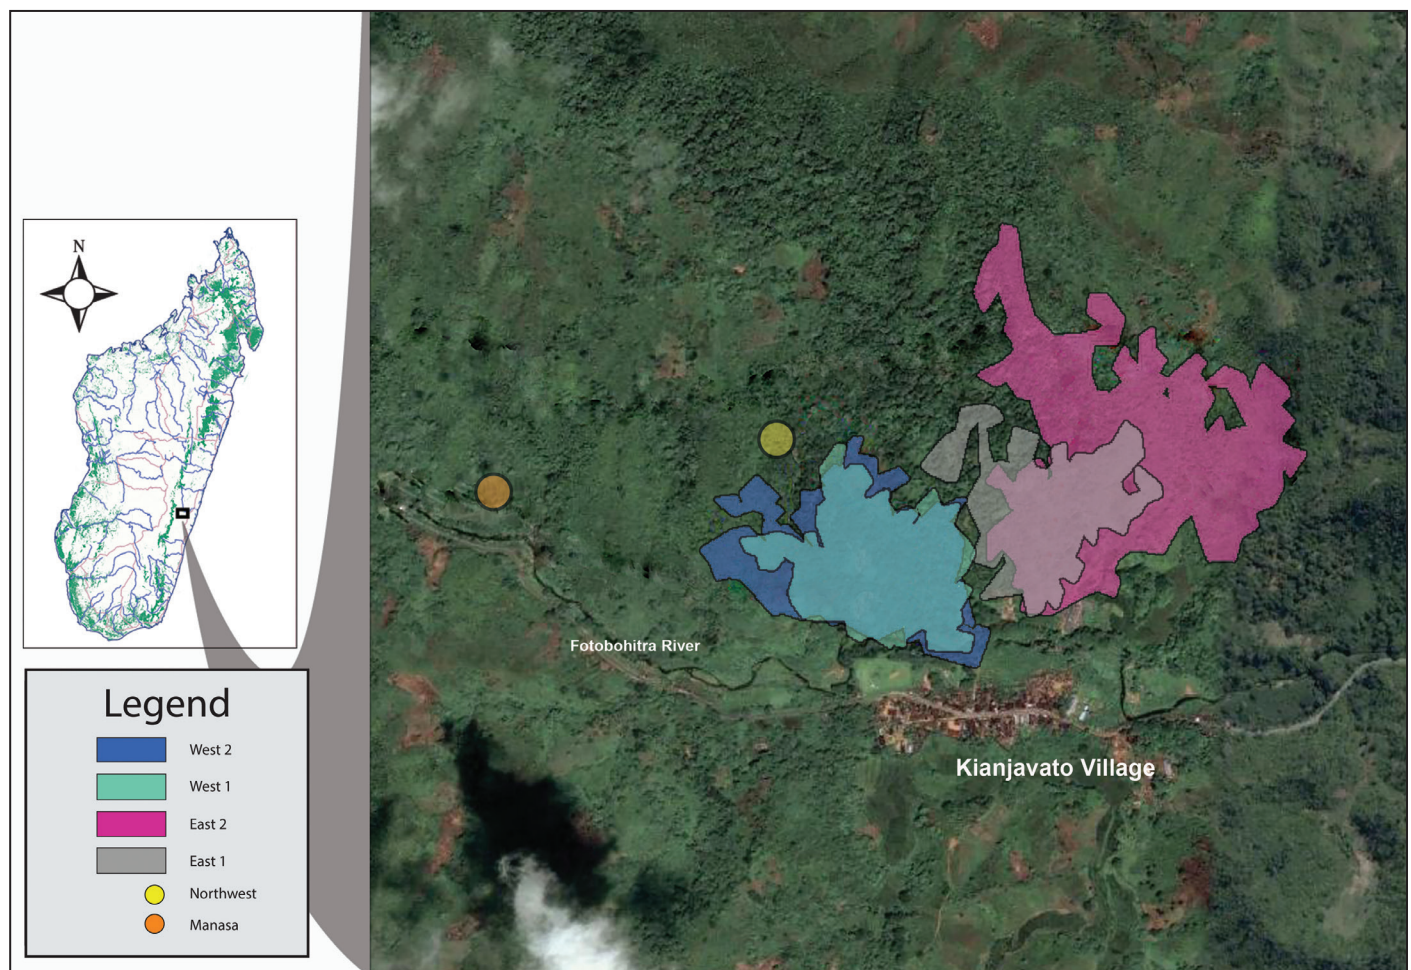 N
Legend
West 2
West 1
East 2
East 1
Northwest
Manasa
Fotobohitra River
Kianjavato Village